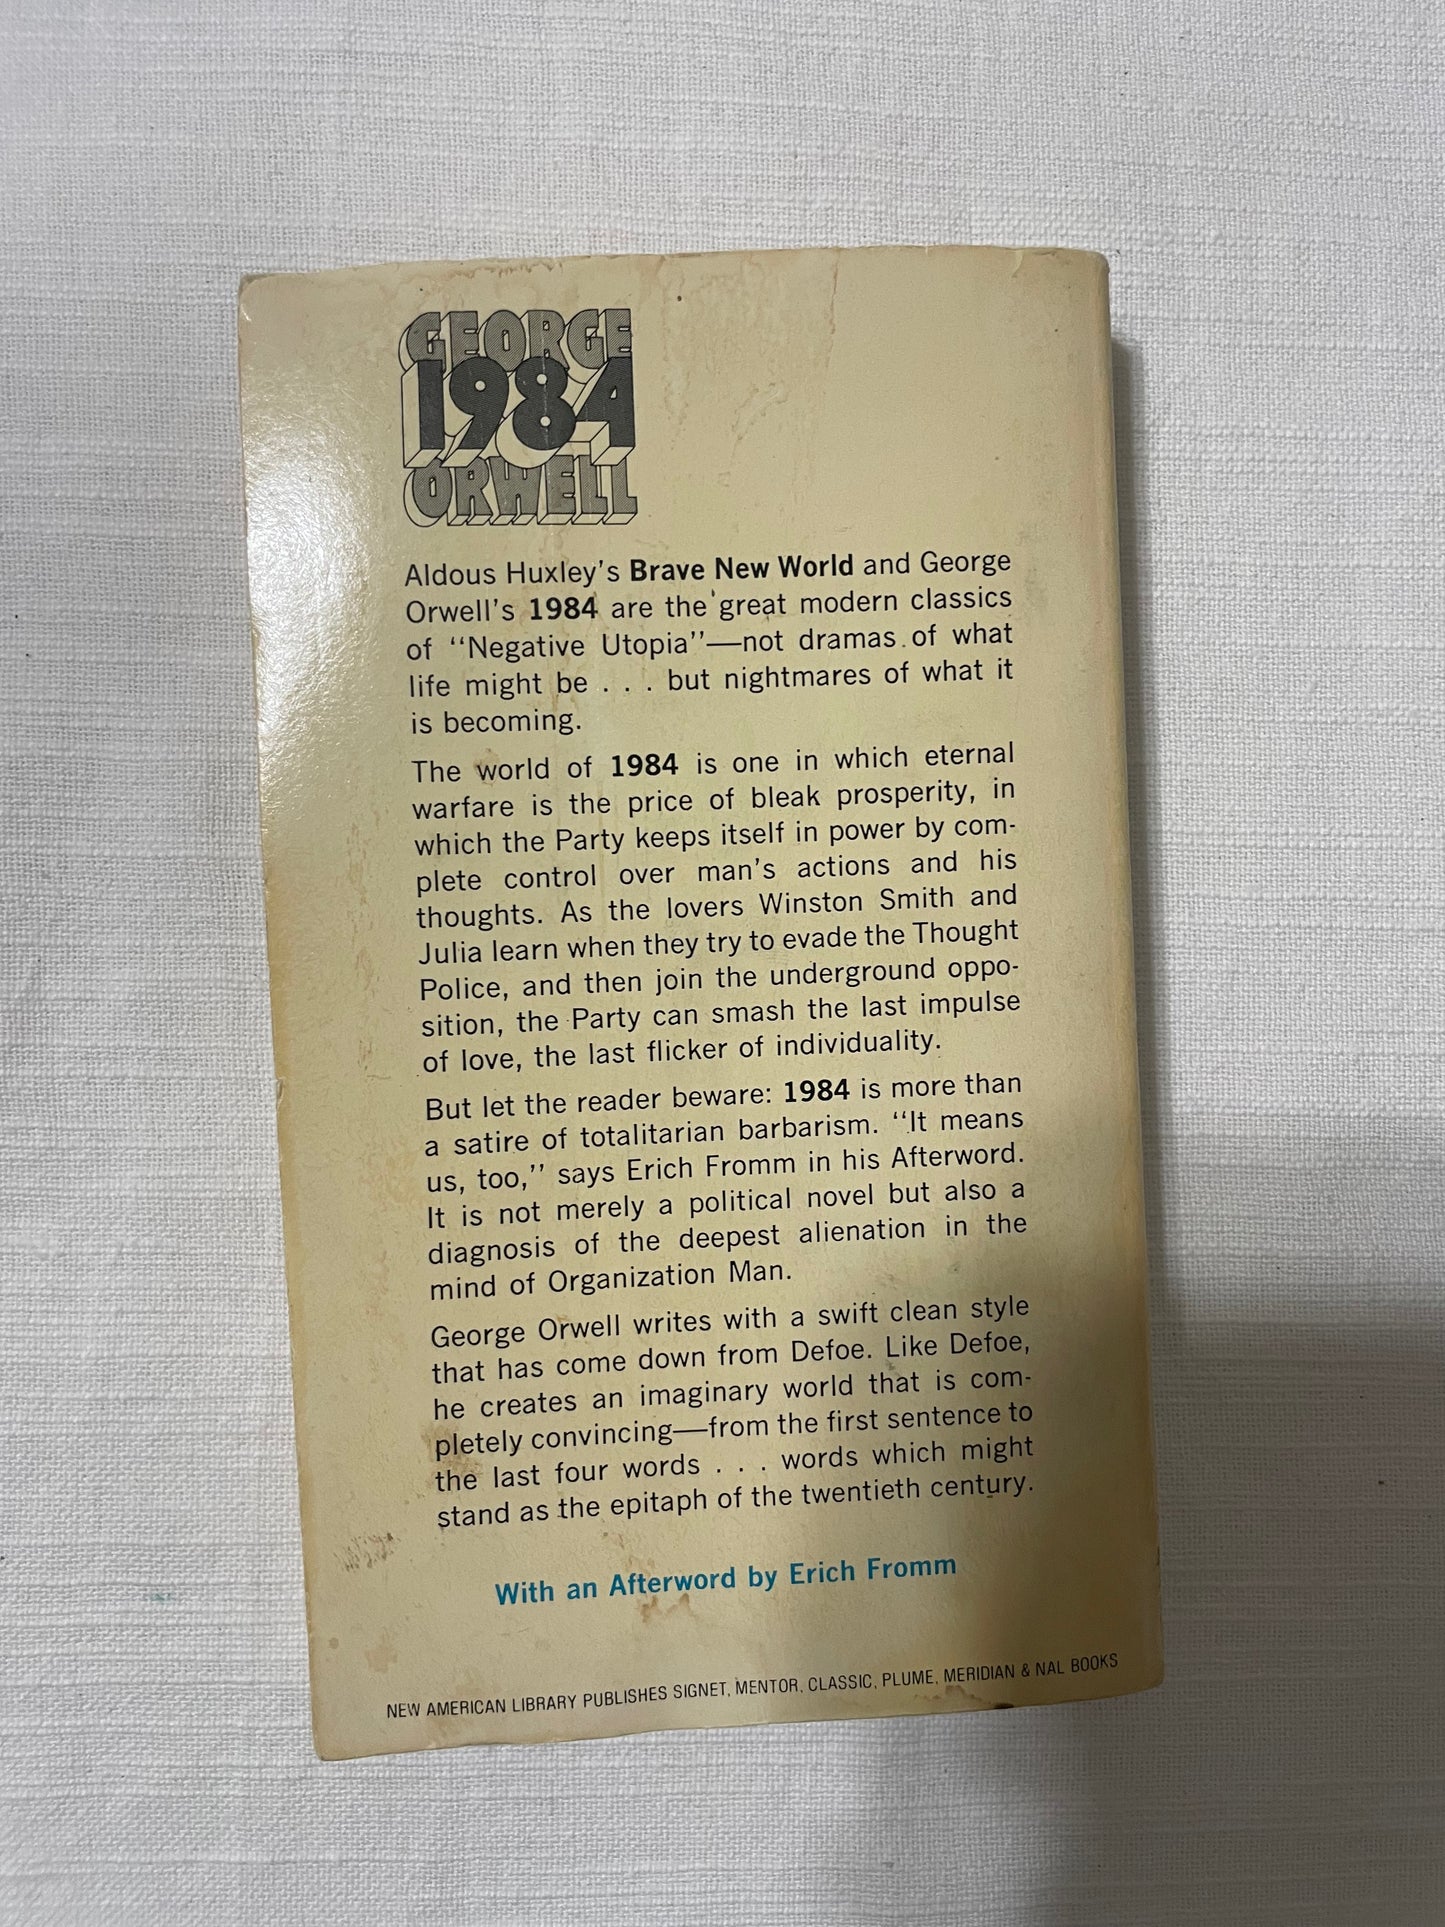 GEORGE
1984
ORWELL
Aldous Huxley's Brave New World and George
Orwell's 1984 are the great modern classics
of "Negative Utopia"—not dramas of what
life might be . . . but nightmares of what it
is becoming.
The world of 1984 is one in which eternal
warfare is the price of bleak prosperity, in
which the Party keeps itself in power by com-
plete control over man's actions and his
thoughts. As the lovers Winston Smith and
Julia learn when they try to evade the Thought
Police, and then join the underground oppo-
sition, the Party can smash the last impulse
of love, the last flicker of individuality.
But let the reader beware: 1984 is more than
a satire of totalitarian barbarism. "It means
us, too," says Erich Fromm in his Afterword.
It is not merely a political novel but also a
diagnosis of the deepest alienation in the
mind of Organization Man.
George Orwell writes with a swift clean style
that has come down from Defoe. Like Defoe,
he creates an imaginary world that is com-
pletely convincing—from the first sentence to
the last four words . . . words which might
stand as the epitaph of the twentieth century.
With an Afterword by Erich Fromm
NEW AMERICAN LIBRARY PUBLISHES SIGNET, MENTOR, CLASSIC, PLUME, MERIDIAN & NAL BOOKS